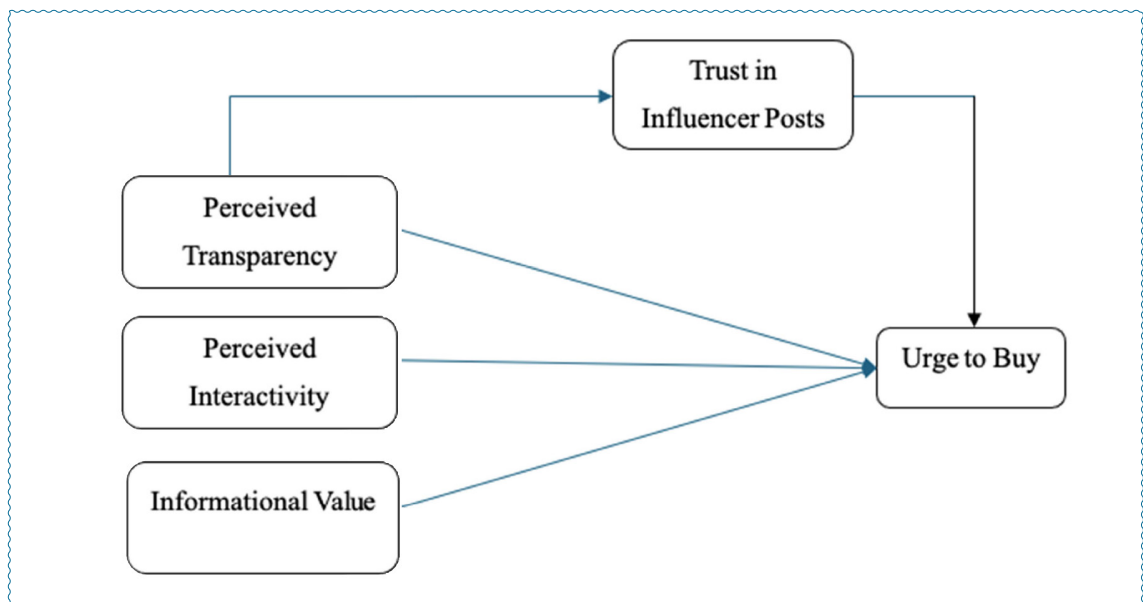 Trust in
Influencer Posts
Perceived
Transparency
Perceived
Interactivity
Urge to Buy
Informational Value